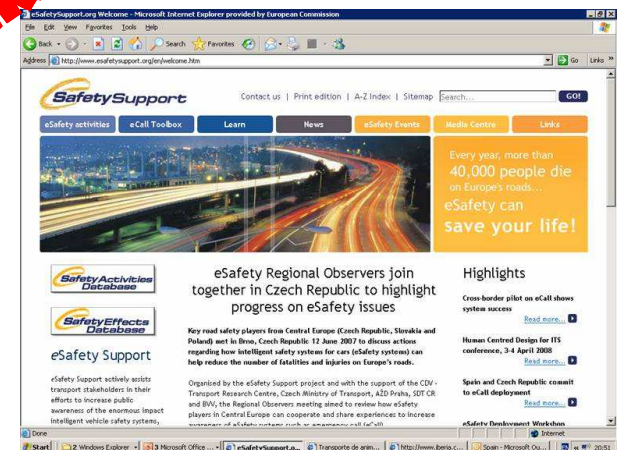 eSafetySupport.org Welcome - Microsoft Internet Explorer provided by European Commission
File Edit View Favorites Tools Help
Back Search Favorites
Address http://www.esafetysupport.org/en/welcome.htm Go Links »
SafetySupport
Contact us | Print edition | A-Z Index | Sitemap Search... GO!
eSafety activities eCall Toolbox Learn News eSafety Events Media Centre Links
Every year, more than
40,000 people die
on Europe's roads...
eSafety can
save your life!
SafetyActivities
Database
SafetyEffects
Database
eSafety Support
eSafety Support actively assists
transport stakeholders in their
efforts to increase public
awareness of the enormous impact
intelligent vehicle safety systems,
eSafety Regional Observers join
together in Czech Republic to highlight
progress on eSafety issues
Key road safety players from Central Europe (Czech Republic, Slovakia and
Poland) met in Brno, Czech Republic 12 June 2007 to discuss actions
regarding how intelligent safety systems for cars (eSafety systems) can
help reduce the number of fatalities and injuries on Europe's roads.
Organised by the eSafety Support project and with the support of the CDV -
Transport Research Centre, Czech Ministry of Transport, AŽD Praha, SDT CR
and BVV, the Regional Observers meeting aimed to review how eSafety
players in Central Europe can cooperate and share experiences to increase
awareness of eSafety systems such as emergency call (eCall)
Highlights
Cross-border pilot on eCall shows
system success
Read more...
Human Centred Design for ITS
conference, 3-4 April 2008
Read more...
Spain and Czech Republic commit
to eCall deployment
Read more...
eSafety Deployment Workshop
Done Internet
Start 2 Windows Explorer 3 Microsoft Office ... eSafetySupport.o... Transporte de anim... http://www.iberia.c... Spain - Microsoft Ou... 20:51